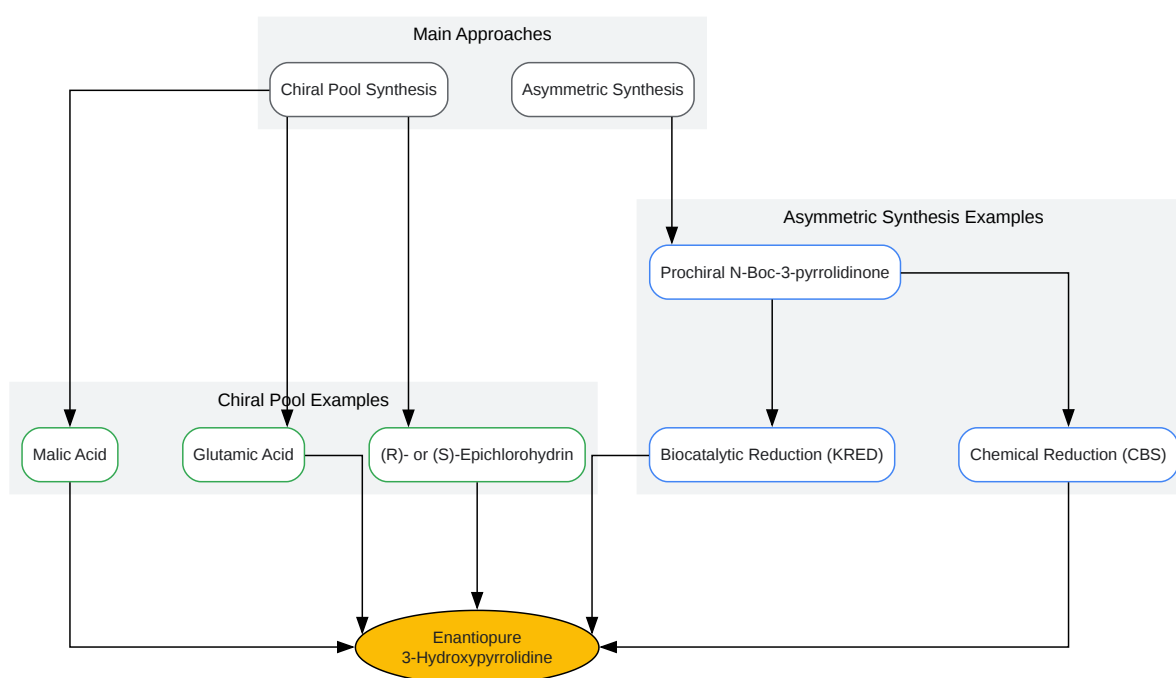 Main Approaches
Chiral Pool Synthesis
Asymmetric Synthesis
Asymmetric Synthesis Examples
Prochiral N-Boc-3-pyrrolidinone
Chiral Pool Examples
Malic Acid
Glutamic Acid
(R)- or (S)-Epichlorohydrin
Biocatalytic Reduction (KRED)
Chemical Reduction (CBS)
Enantiopure
3-Hydroxypyrrolidine